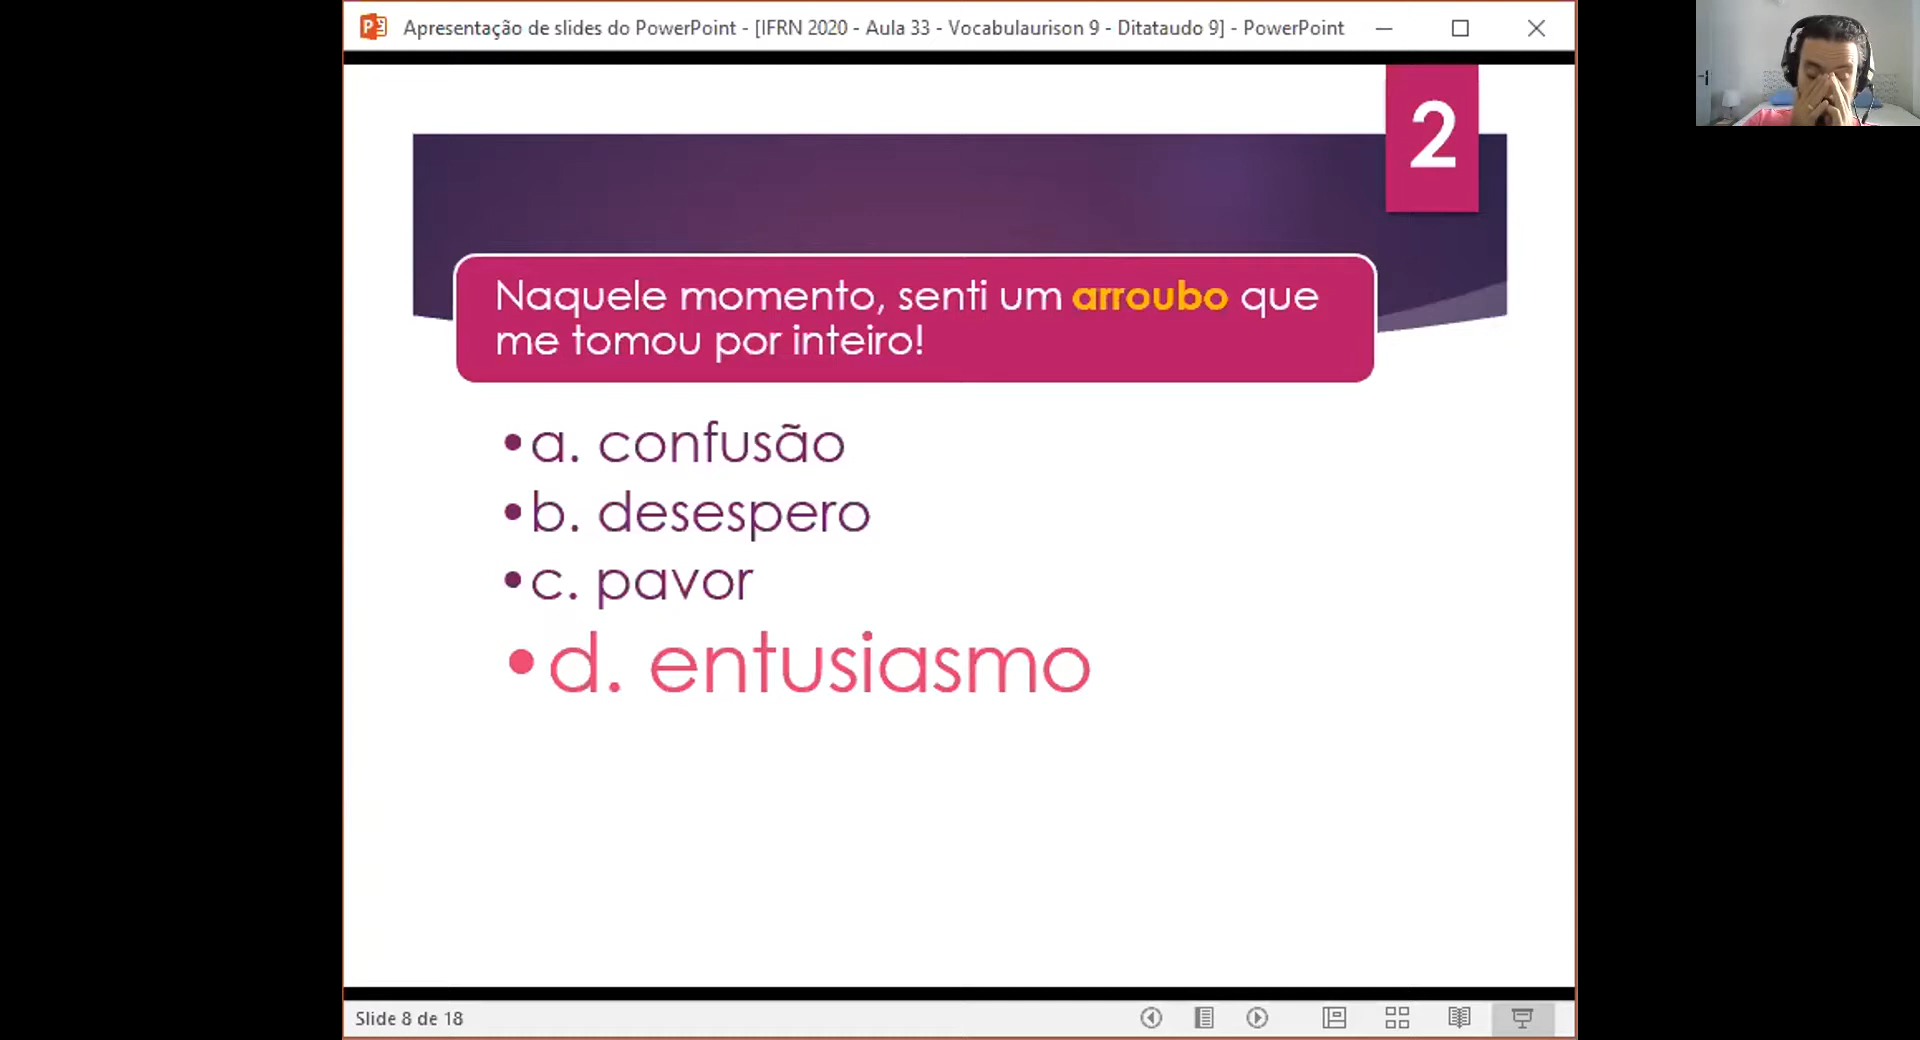 Apresentação de slides do PowerPoint - [IFRN 2020 - Aula 33 - Vocabulaurison 9 - Ditataudo 9] - PowerPoint
2
Naquele momento, senti um arroubo que
me tomou por inteiro!
•a. confusão
•b. desespero
•c. pavor
•d. entusiasmo
Slide 8 de 18